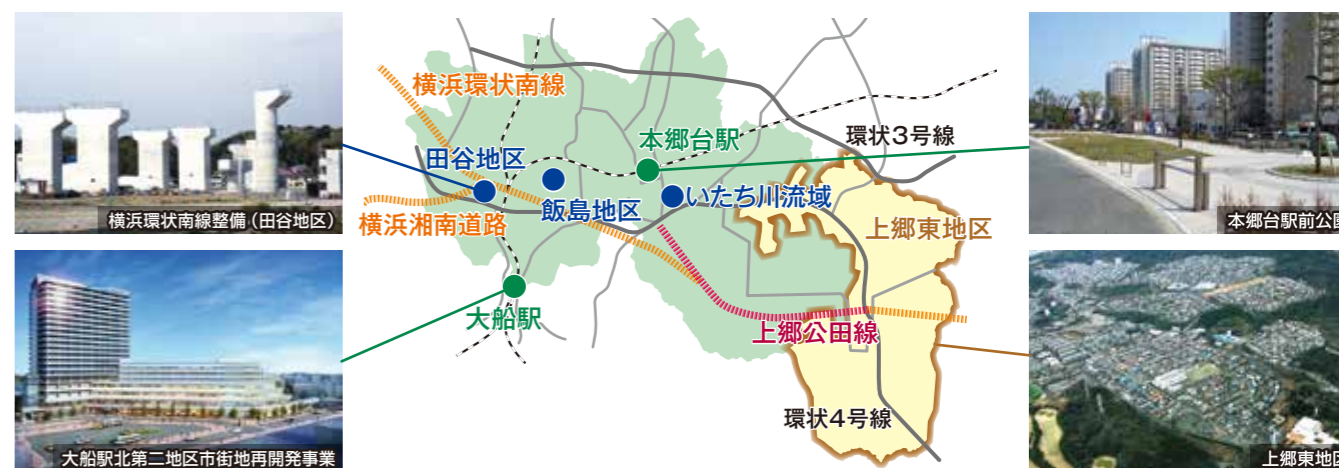 横浜環状南線整備（田谷地区）
大船駅北第二地区市街地再開発事業
横浜環状南線
田谷地区
横浜湘南道路
飯島地区
大船駅
本郷台駅
いたち川流域
環状3号線
上郷東地区
上郷公田線
環状4号線
本郷台駅前公園
上郷東地区